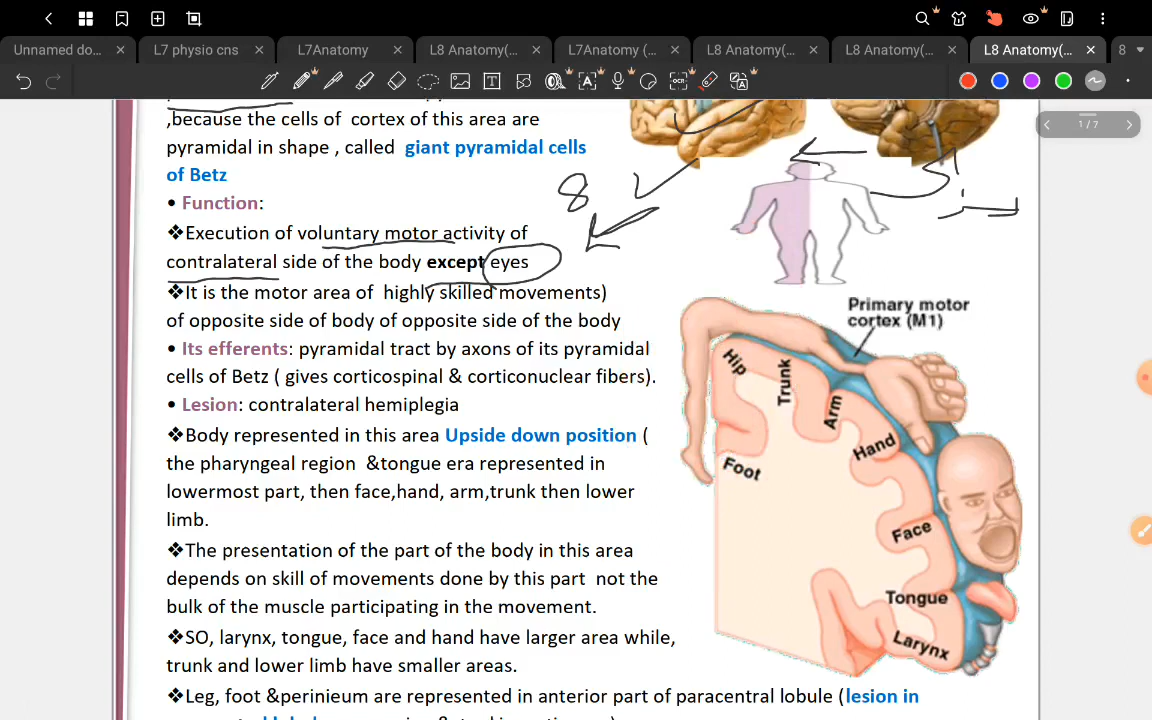 Unnamed do...
L7 physio cns
L7Anatomy
L8 Anatomy(...
L7Anatomy (...
L8 Anatomy(...
L8 Anatomy(...
L8 Anatomy(...
8
1/7
,because the cells of cortex of this area are
pyramidal in shape , called giant pyramidal cells
of Betz
• Function:
❖Execution of voluntary motor activity of
contralateral side of the body except eyes
❖It is the motor area of highly skilled movements)
of opposite side of body of opposite side of the body
• Its efferents: pyramidal tract by axons of its pyramidal
cells of Betz ( gives corticospinal & corticonuclear fibers).
• Lesion: contralateral hemiplegia
❖Body represented in this area Upside down position (
the pharyngeal region &tongue era represented in
lowermost part, then face,hand, arm,trunk then lower
limb.
❖The presentation of the part of the body in this area
depends on skill of movements done by this part not the
bulk of the muscle participating in the movement.
❖SO, larynx, tongue, face and hand have larger area while,
trunk and lower limb have smaller areas.
❖Leg, foot &perinieum are represented in anterior part of paracentral lobule (lesion in
8
Primary motor
cortex (M1)
Hip
Trunk
Arm
Hand
Foot
Face
Tongue
Larynx